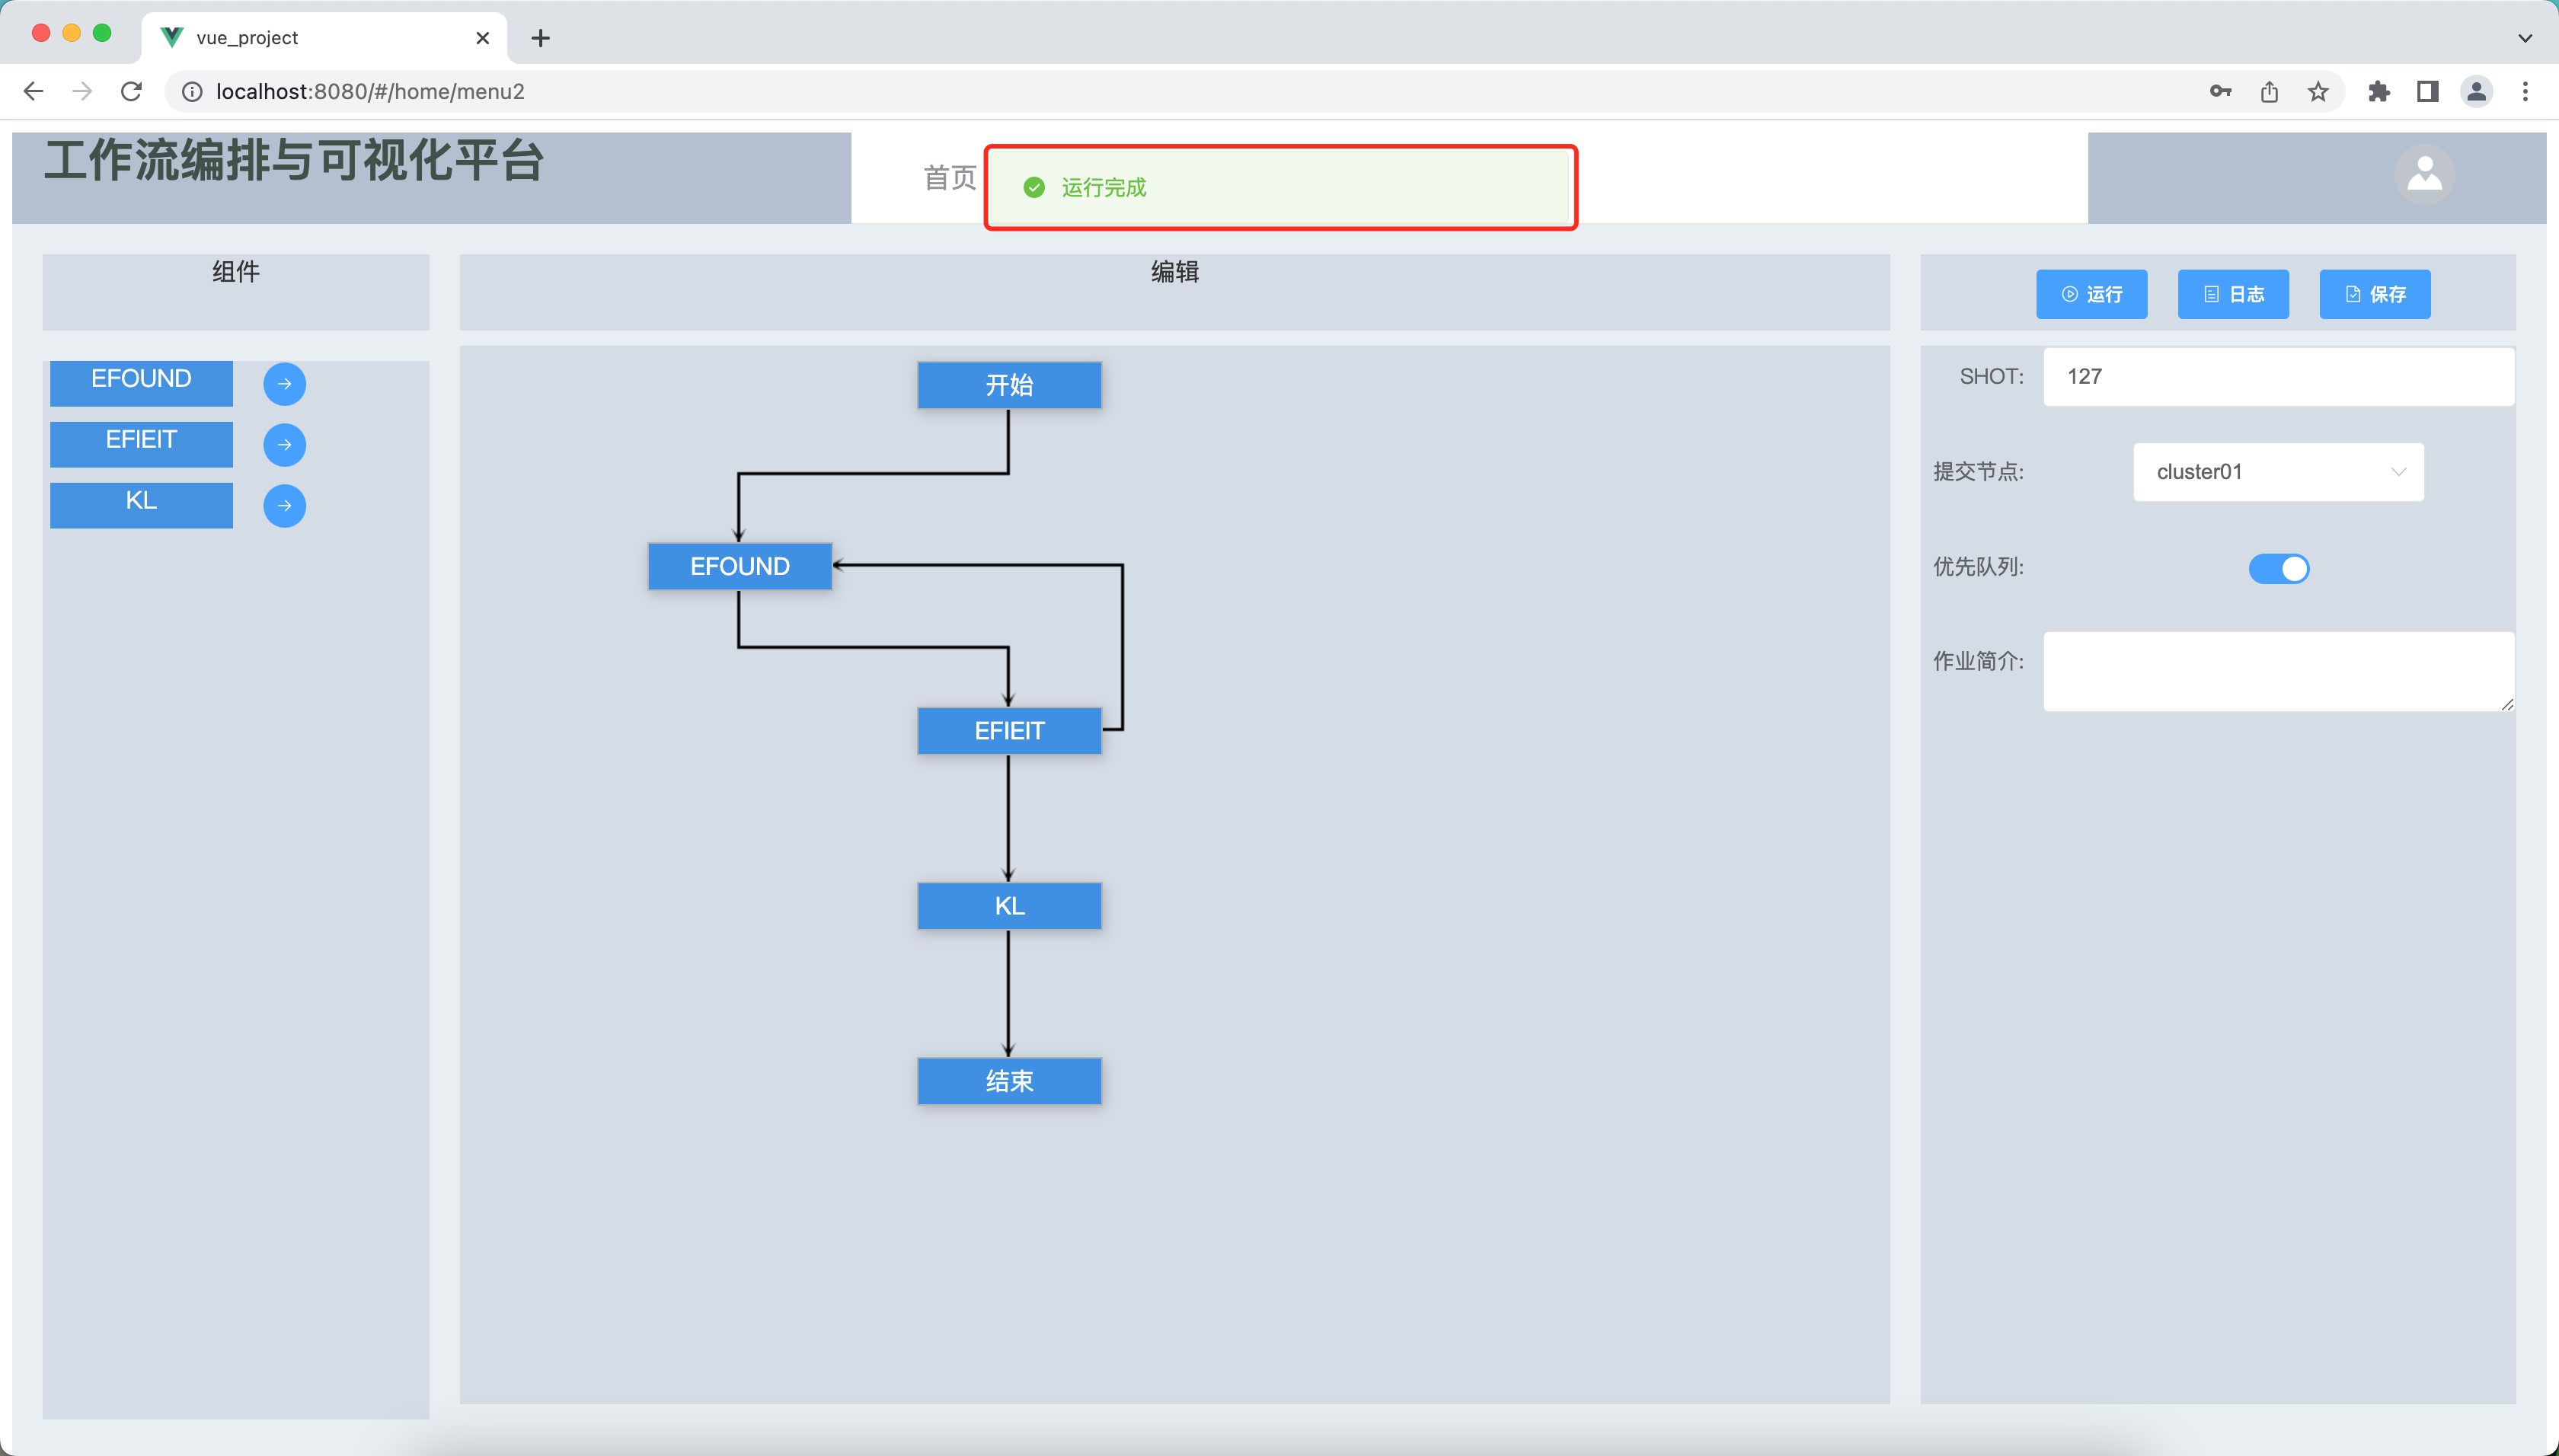 vue_project
localhost:8080/#/home/menu2
工作流编排与可视化平台
首页
运行完成
组件
编辑
运行
日志
保存
EFOUND
EFIEIT
KL
开始
EFOUND
EFIEIT
KL
结束
SHOT: 127
提交节点: cluster01
优先队列:
作业简介: